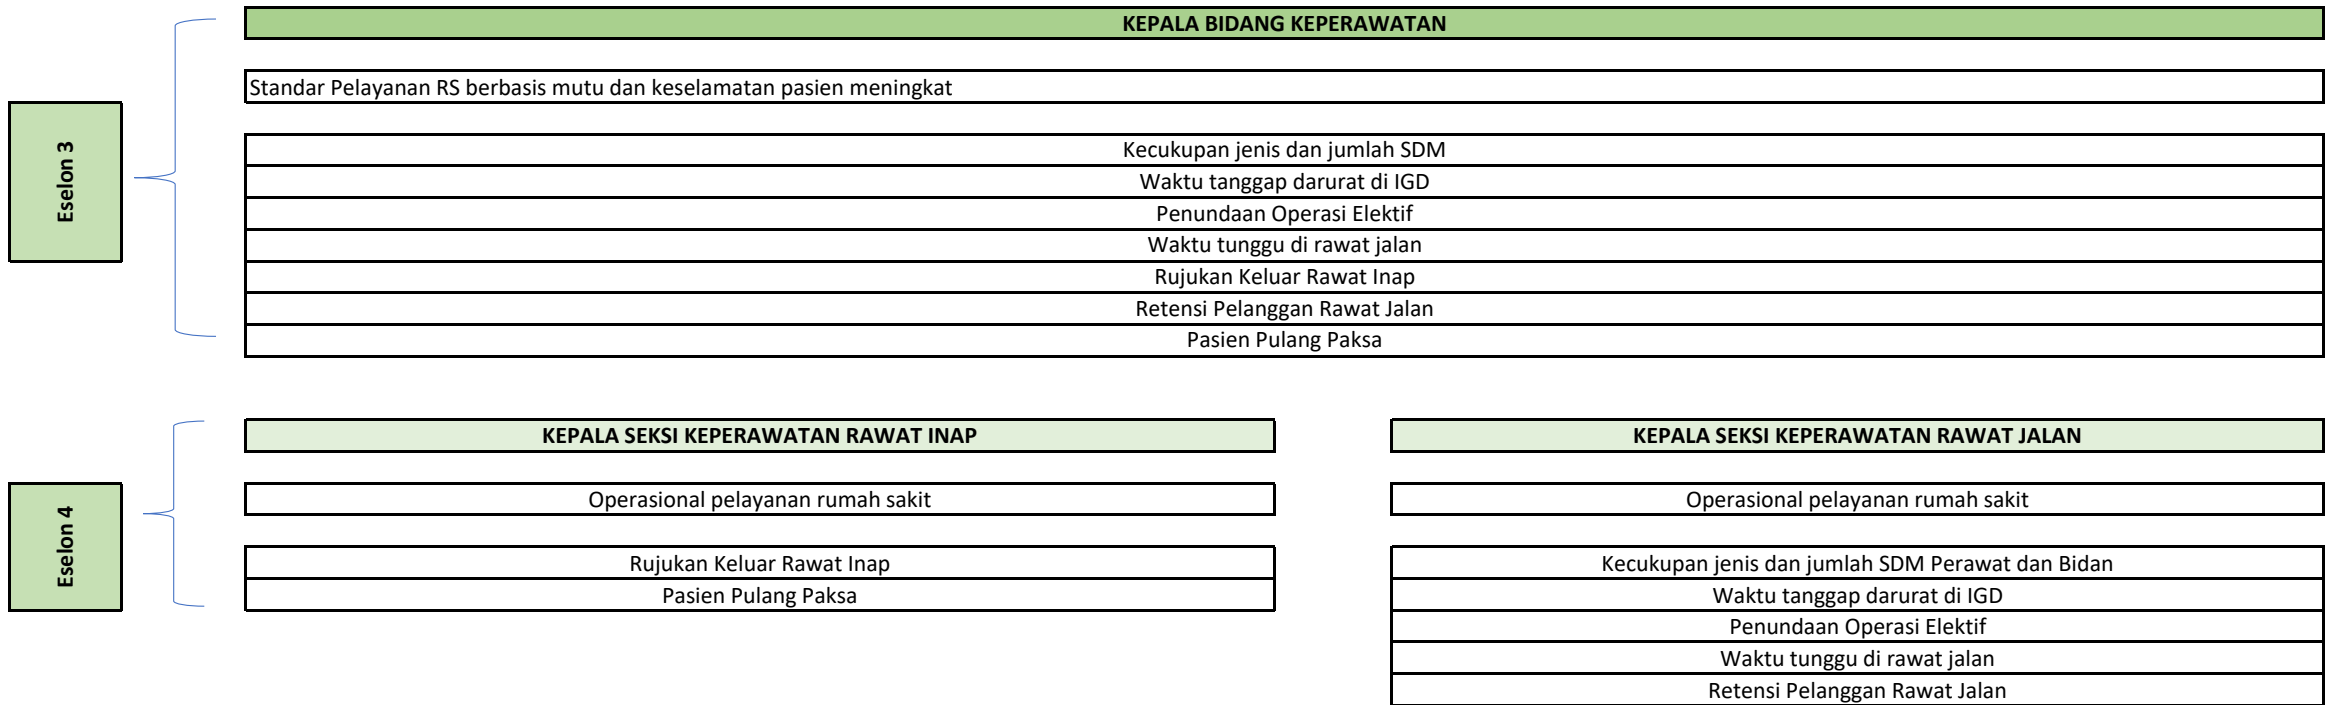 KEPALA BIDANG KEPERAWATAN
Standar Pelayanan RS berbasis mutu dan keselamatan pasien meningkat
Eselon 3
Kecukupan jenis dan jumlah SDM
Waktu tanggap darurat di IGD
Penundaan Operasi Elektif
Waktu tunggu di rawat jalan
Rujukan Keluar Rawat Inap
Retensi Pelanggan Rawat Jalan
Pasien Pulang Paksa
Eselon 4
KEPALA SEKSI KEPERAWATAN RAWAT INAP
Operasional pelayanan rumah sakit
Rujukan Keluar Rawat Inap
Pasien Pulang Paksa
KEPALA SEKSI KEPERAWATAN RAWAT JALAN
Operasional pelayanan rumah sakit
Kecukupan jenis dan jumlah SDM Perawat dan Bidan
Waktu tanggap darurat di IGD
Penundaan Operasi Elektif
Waktu tunggu di rawat jalan
Retensi Pelanggan Rawat Jalan